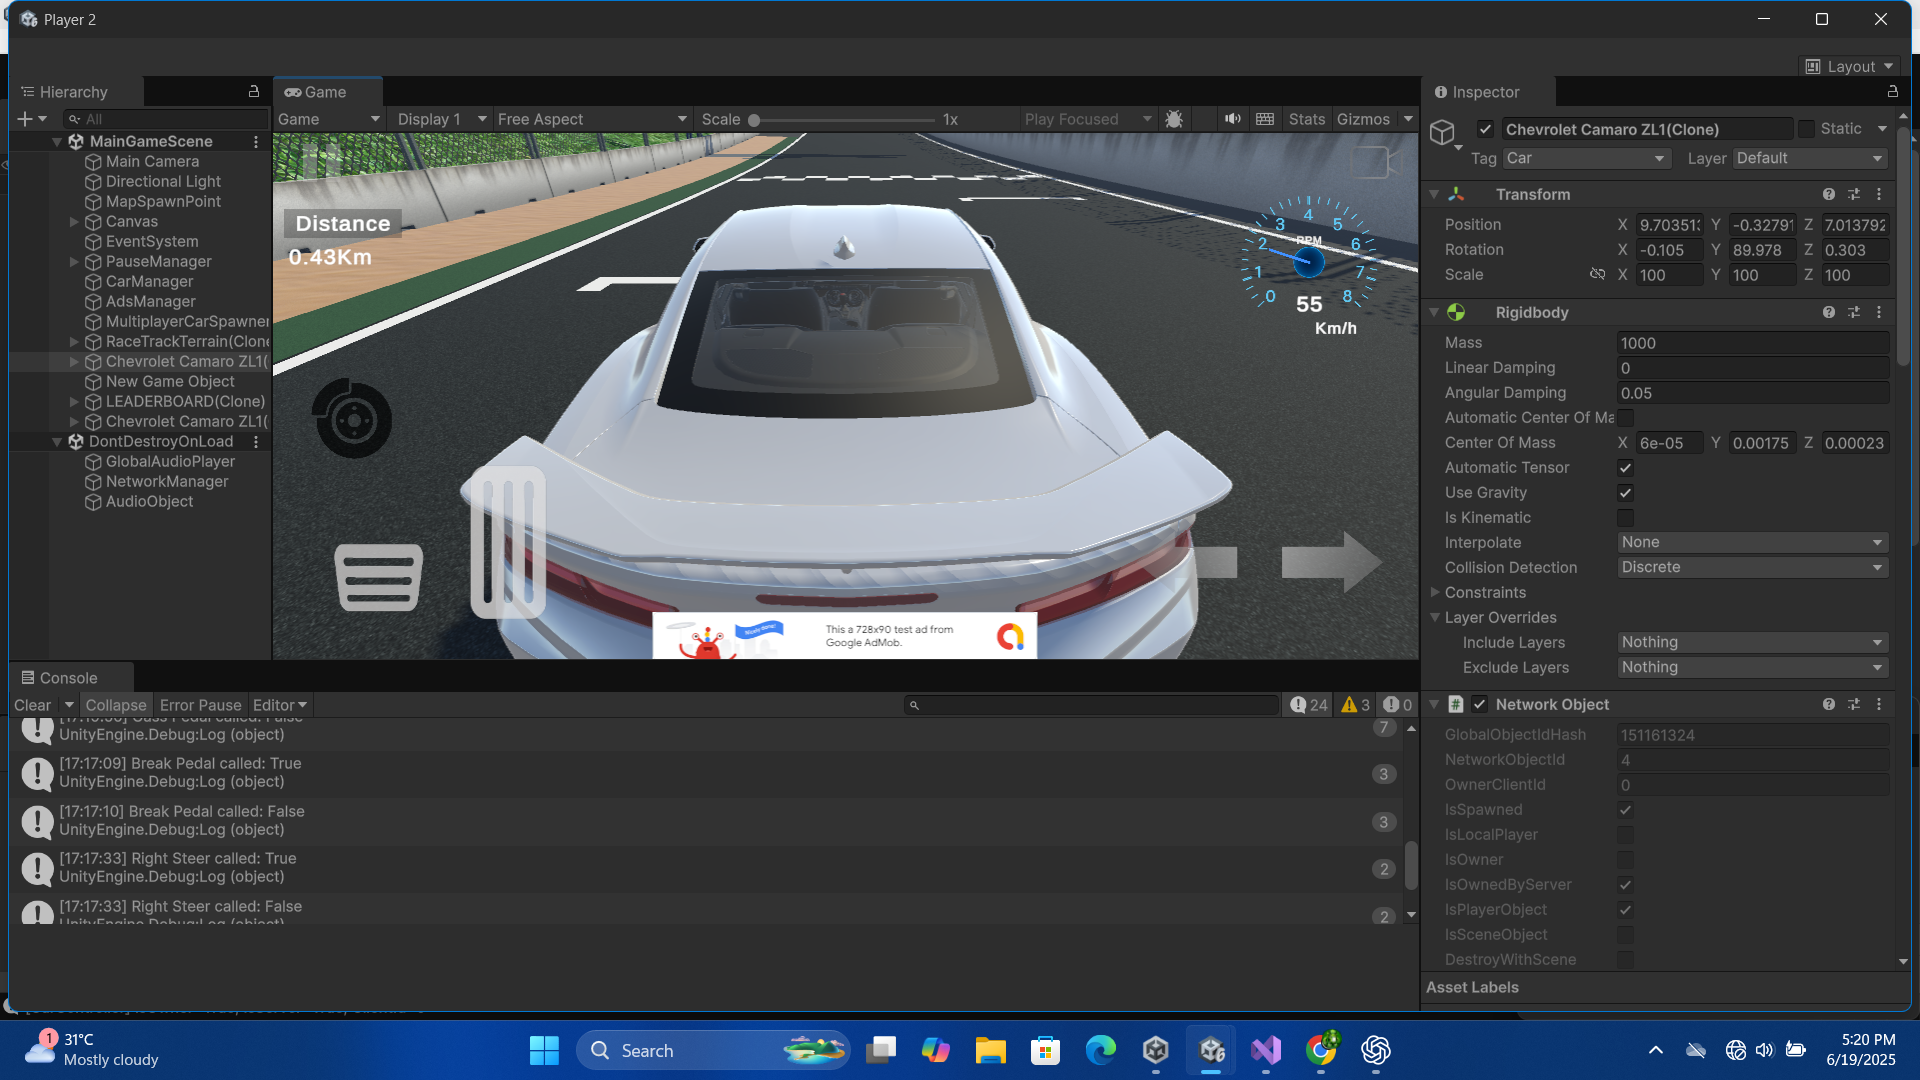 Player 2
Layout
Hierarchy
All
MainGameScene
Main Camera
Directional Light
MapSpawnPoint
Canvas
EventSystem
PauseManager
CarManager
AdsManager
MultiplayerCarSpawner
RaceTrackTerrain(Clone
Chevrolet Camaro ZL1(
New Game Object
LEADERBOARD(Clone)
Chevrolet Camaro ZL1(
DontDestroyOnLoad
GlobalAudioPlayer
NetworkManager
AudioObject
Game
Game Display 1 Free Aspect Scale 1x Play Focused Stats Gizmos
Distance
0.43Km
0 1 2 3 4 5 6 7 8
RPM
55
Km/h
Nicely done!
This a 728x90 test ad from
Google AdMob.
Inspector
Chevrolet Camaro ZL1(Clone) Static
Tag Car Layer Default
Transform
Position X 9.703513 Y -0.32791 Z 7.013792
Rotation X -0.105 Y 89.978 Z 0.303
Scale X 100 Y 100 Z 100
Rigidbody
Mass 1000
Linear Damping 0
Angular Damping 0.05
Automatic Center Of Ma
Center Of Mass X 6e-05 Y 0.00175 Z 0.00023
Automatic Tensor
Use Gravity
Is Kinematic
Interpolate None
Collision Detection Discrete
Constraints
Layer Overrides
Include Layers Nothing
Exclude Layers Nothing
# Network Object
GlobalObjectIdHash 151161324
NetworkObjectId 4
OwnerClientId 0
IsSpawned
IsLocalPlayer
IsOwner
IsOwnedByServer
IsPlayerObject
IsSceneObject
DestroyWithScene
Asset Labels
Console
Clear Collapse Error Pause Editor 24 3 0
Pedal called: False
UnityEngine.Debug:Log (object) 7
[17:17:09] Break Pedal called: True
UnityEngine.Debug:Log (object) 3
[17:17:10] Break Pedal called: False
UnityEngine.Debug:Log (object) 3
[17:17:33] Right Steer called: True
UnityEngine.Debug:Log (object) 2
[17:17:33] Right Steer called: False
UnityEngine.Debug:Log (object) 2
1
31°C
Mostly cloudy
Search
5:20 PM
6/19/2025